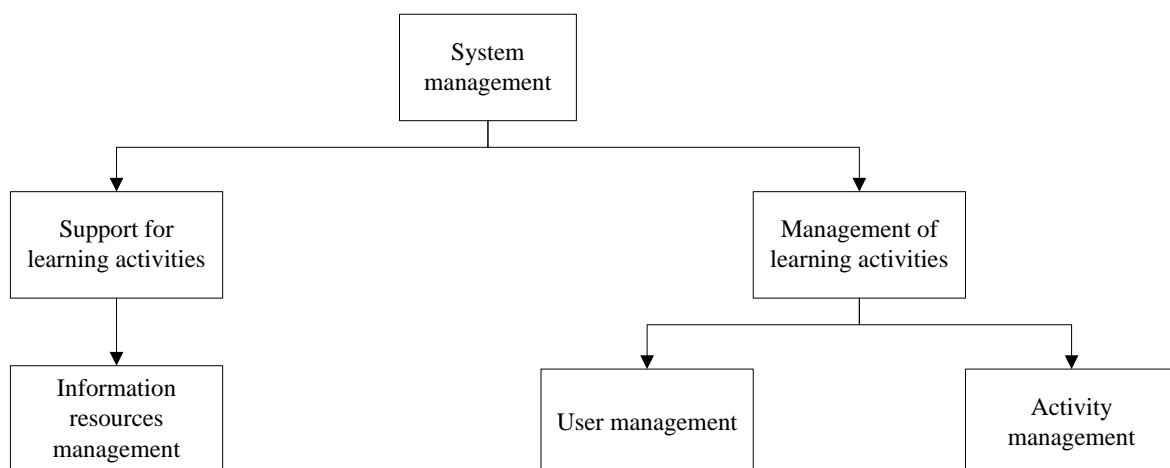 System
management
Support for
learning activities
Management of
learning activities
Information
resources
management
User management
Activity
management